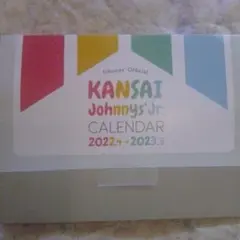 KANSAI
Johnnys'Jr
CALENDAR
2022.4-2023.3